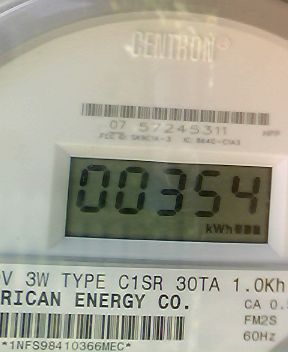 CENTRON®
07 57245311
HPP
00354
kWh
V 3W TYPE C1SR 30TA 1.0Kh
RICAN ENERGY CO.
CA 0.
FM2S
60Hz
*1NFS98410366MEC*